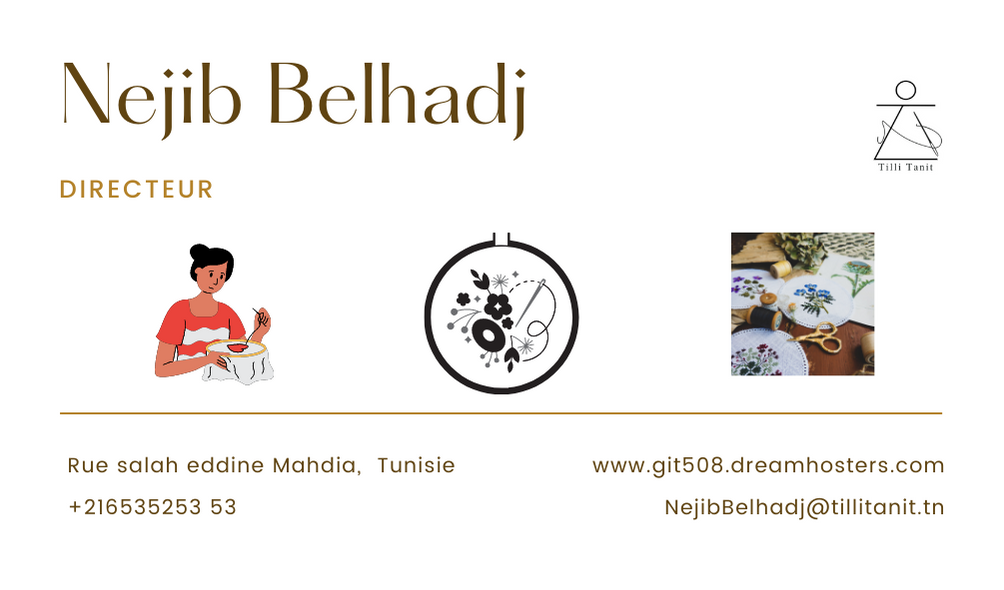 Nejib Belhadj
Tilli Tanit
DIRECTEUR
Rue salah eddine Mahdia, Tunisie
+216535253 53
www.git508.dreamhosters.com
NejibBelhadj@tillitanit.tn